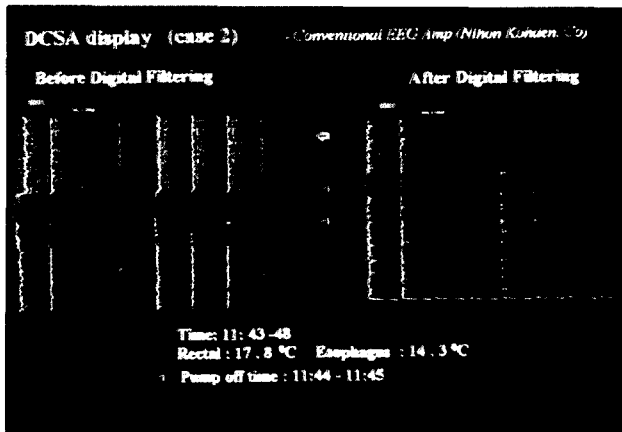 DCSA display (case 2)
- Conventional EEG Amp (Nihon Kohden, Co)
Before Digital Filtering
After Digital Filtering
Time: 11: 43 -48
Rectal : 17 . 8 °C Esophagus : 14 . 3 °C
Pump off time : 11:44 - 11:45